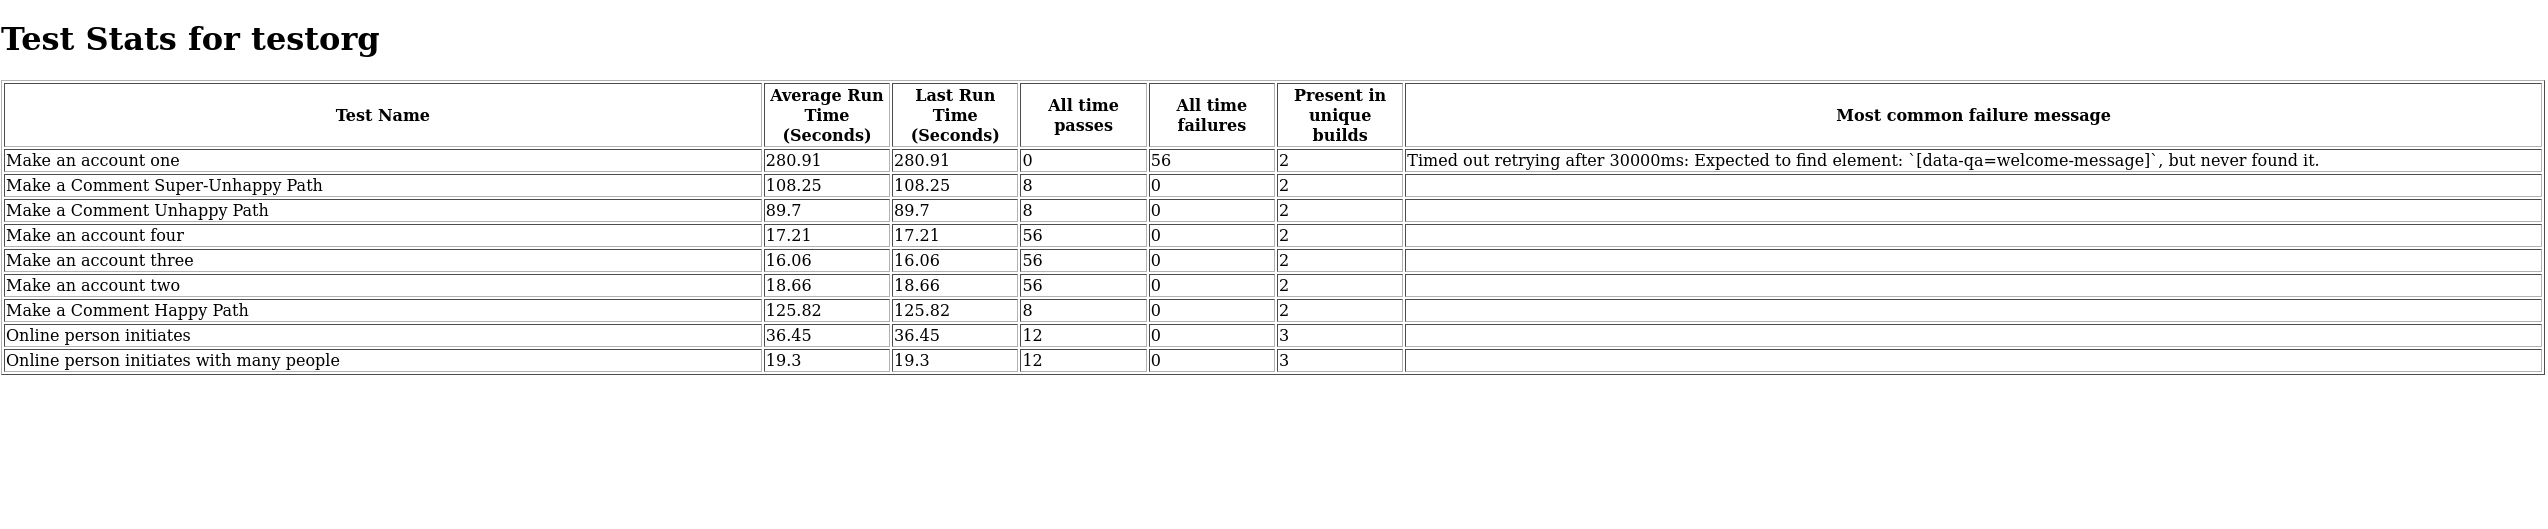 Test Stats for testorg
Test Name Average Run Time (Seconds) Last Run Time (Seconds) All time passes All time failures Present in unique builds Most common failure message
Make an account one 280.91 280.91 0 56 2 Timed out retrying after 30000ms: Expected to find element: `[data-qa=welcome-message]`, but never found it.
Make a Comment Super-Unhappy Path 108.25 108.25 8 0 2
Make a Comment Unhappy Path 89.7 89.7 8 0 2
Make an account four 17.21 17.21 56 0 2
Make an account three 16.06 16.06 56 0 2
Make an account two 18.66 18.66 56 0 2
Make a Comment Happy Path 125.82 125.82 8 0 2
Online person initiates 36.45 36.45 12 0 3
Online person initiates with many people 19.3 19.3 12 0 3